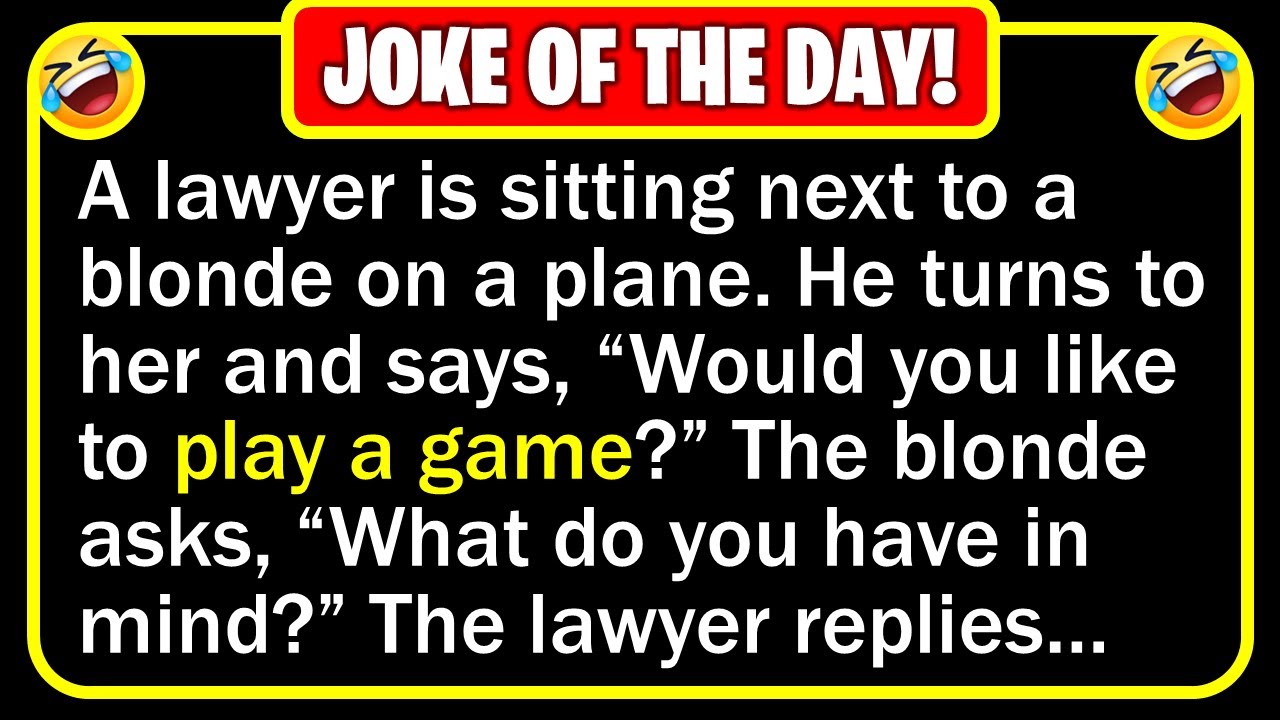 JOKE OF THE DAY!
A lawyer is sitting next to a
blonde on a plane. He turns to
her and says, “Would you like
to play a game?” The blonde
asks, “What do you have in
mind?” The lawyer replies...